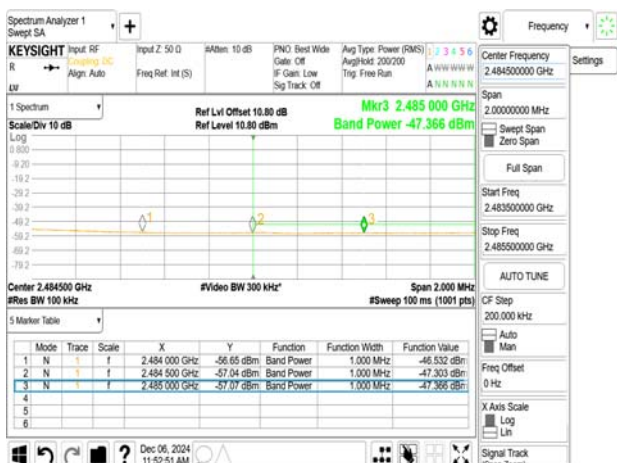 Spectrum Analyzer 1
Swept SA
KEYSIGHT Input: RF
R Coupling: DC
Align: Auto
LV
Input Z: 50 Ω
Freq Ref: Int (S)
#Atten: 10 dB
PNO: Best Wide
Gate: Off
IF Gain: Low
Sig Track: Off
Avg Type: Power (RMS)
Avg|Hold: 200/200
Trig: Free Run
1 2 3 4 5 6
A W W W W W
A N N N N N
1 Spectrum
Scale/Div 10 dB
Log
Ref Lvl Offset 10.80 dB
Ref Level 10.80 dBm
Mkr3 2.485 000 GHz
Band Power -47.366 dBm
0.800
-9.20
-19.2
-29.2
-39.2
-49.2
-59.2
-69.2
-79.2
1
2
3
Center 2.484500 GHz #Video BW 300 kHz* Span 2.000 MHz
#Res BW 100 kHz #Sweep 100 ms (1001 pts)
5 Marker Table
Mode Trace Scale X Y Function Function Width Function Value
1 N 1 f 2.484 000 GHz -56.65 dBm Band Power 1.000 MHz -46.532 dBm
2 N 1 f 2.484 500 GHz -57.04 dBm Band Power 1.000 MHz -47.303 dBm
3 N 1 f 2.485 000 GHz -57.07 dBm Band Power 1.000 MHz -47.366 dBm
4
5
6
Dec 06, 2024
11:52:51 AM
Frequency
Settings
Center Frequency
2.484500000 GHz
Span
2.00000000 MHz
Swept Span
Zero Span
Full Span
Start Freq
2.483500000 GHz
Stop Freq
2.485500000 GHz
AUTO TUNE
CF Step
200.000 kHz
Auto
Man
Freq Offset
0 Hz
X Axis Scale
Log
Lin
Signal Track